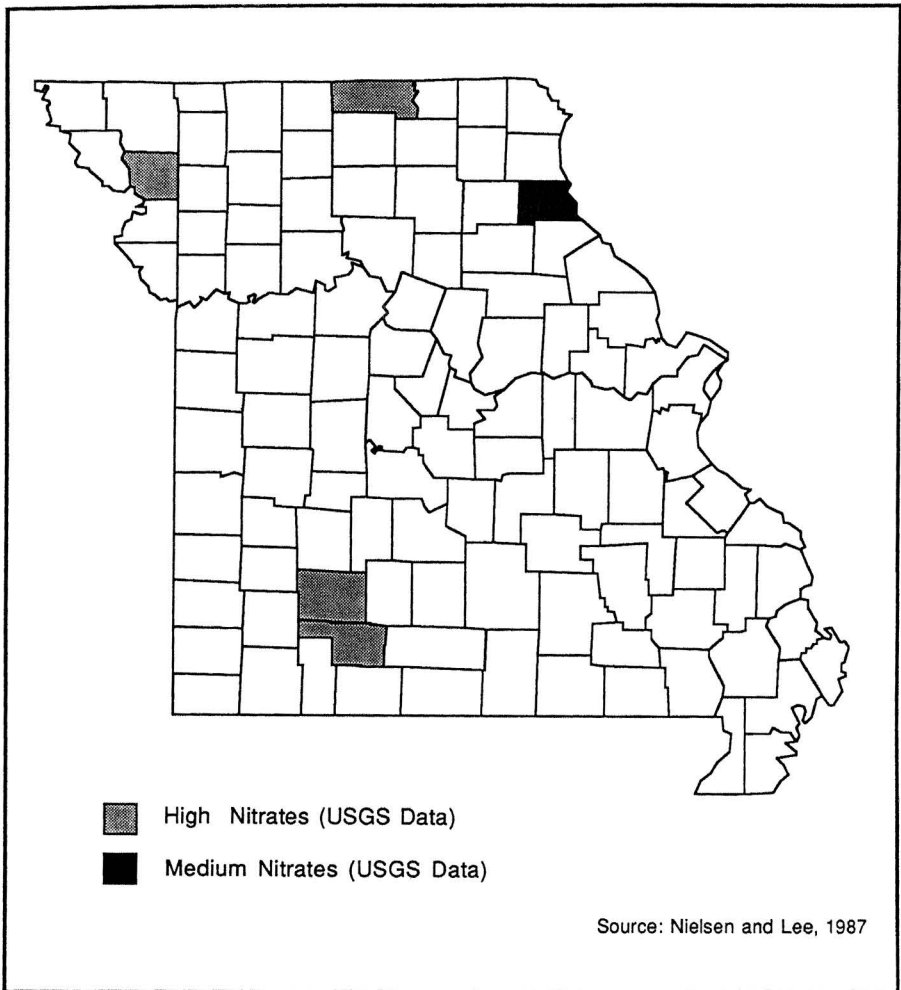 High Nitrates (USGS Data)
Medium Nitrates (USGS Data)
Source: Nielsen and Lee, 1987